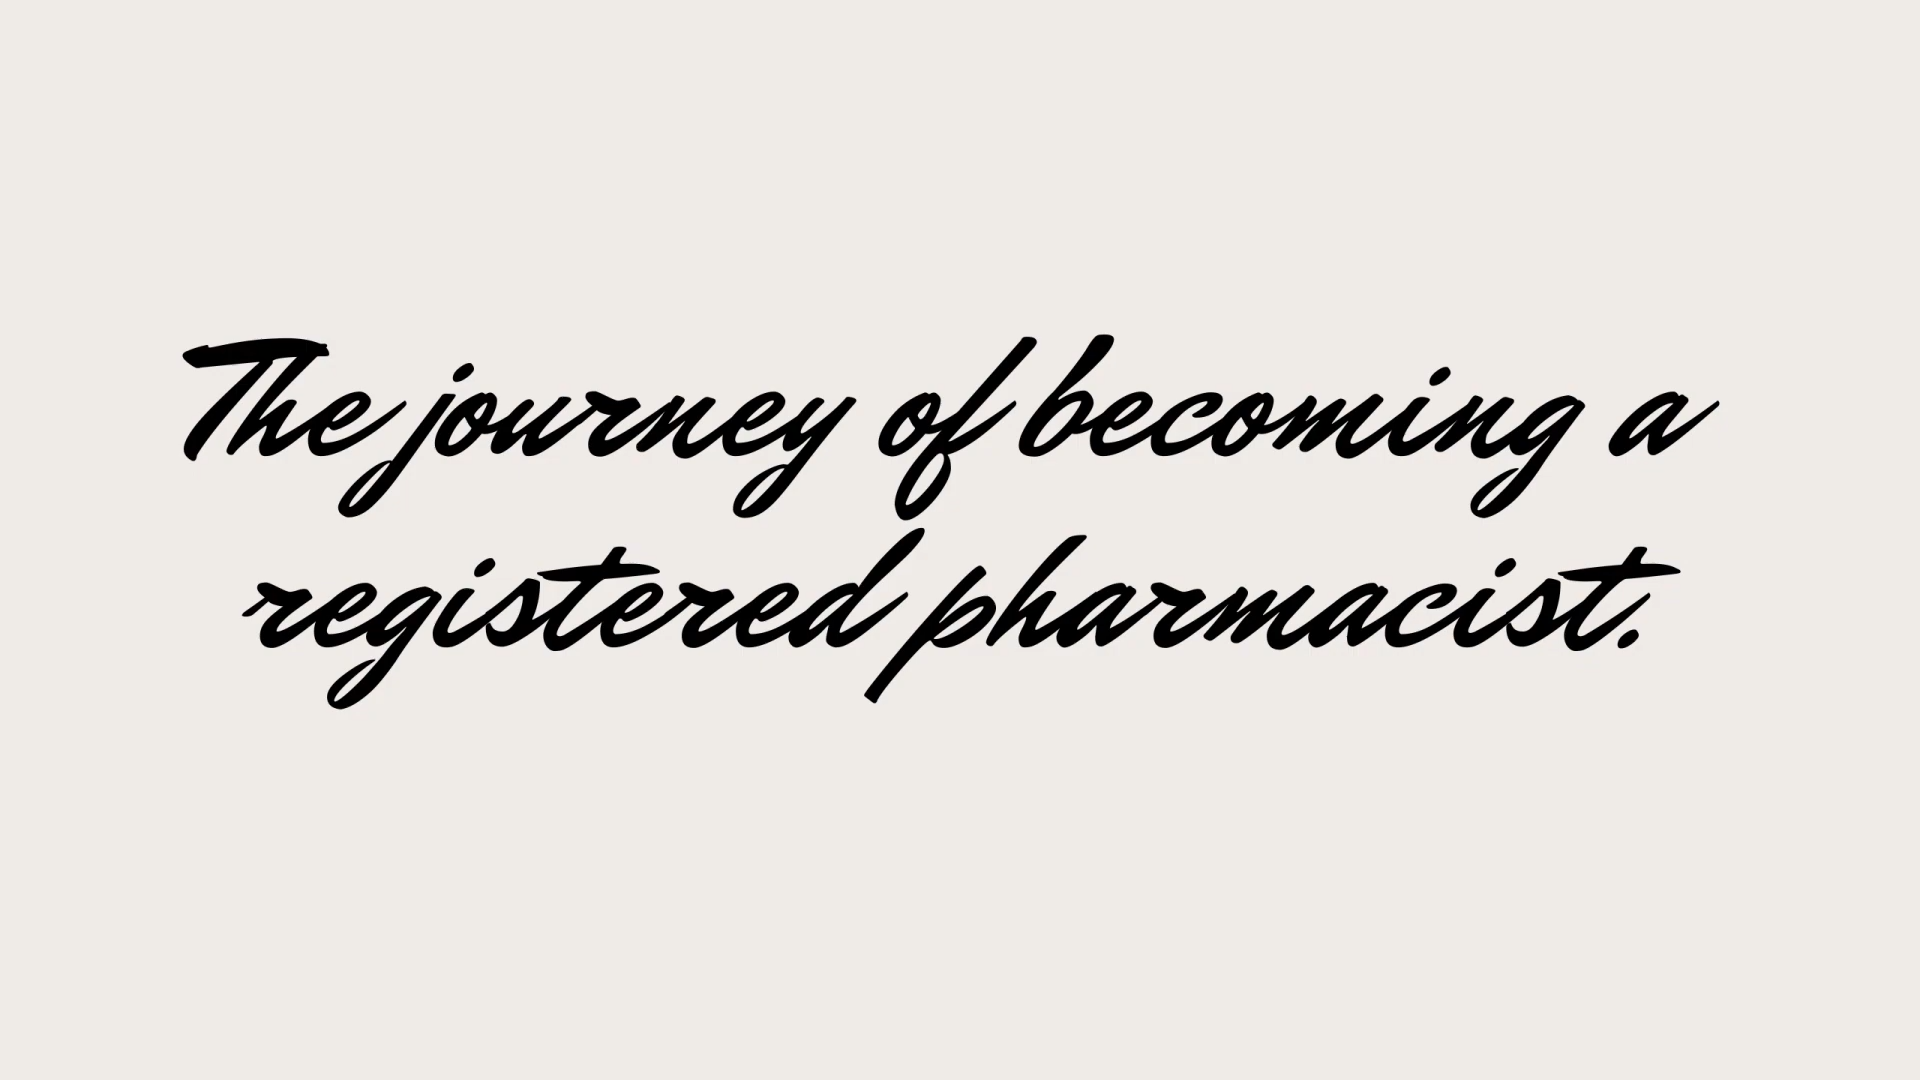 The journey of becoming a
registered pharmacist.